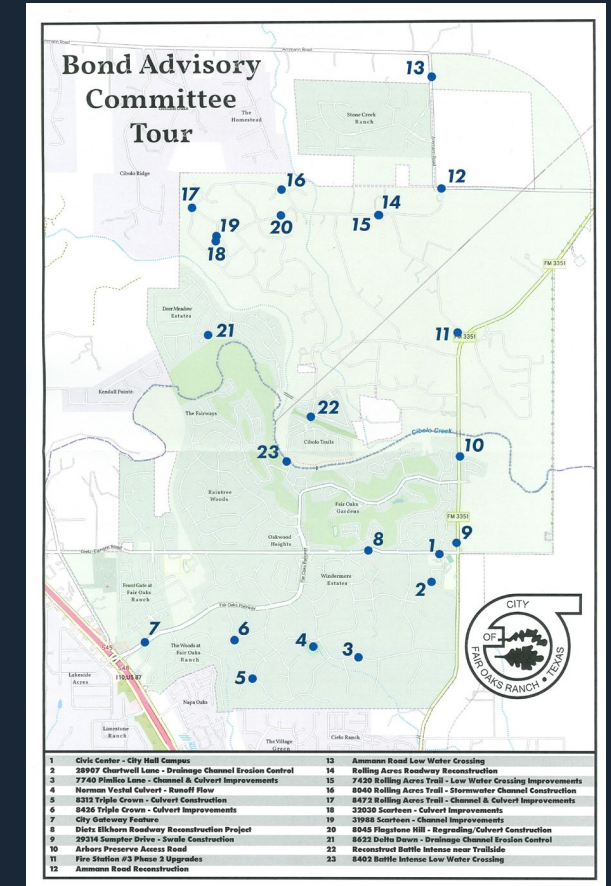 Ammann Road
Ammann Road
Bond Advisory
Committee
Tour
The
Homestead
Stone Creek
Ranch
13
Cibolo Ridge
16
12
17
14
19
20
15
18
FM 3351
Deer Meadow
Estates
21
11
FM 3351
Kendall Pointe
22
The Fairways
Cibolo Creek
Cibolo Trails
10
23
Raintree
Woods
Fair Oaks
Gardens
FM 3351
Oakwood
Heights
8
9
1
Dietz Elkhorn Road
Fair Oaks Parkway
Windermere
Estates
2
Front Gate at
Fair Oaks
Ranch
Fair Oaks Parkway
CITY
OF
FAIR OAKS RANCH • TEXAS
7
6
The Woods at
Fair Oaks
Ranch
4
3
Lakeside
Acres
I 10;US 87
5
Napa Oaks
Limestone
Ranch
The Village
Green
Cielo Ranch
1 Civic Center - City Hall Campus
2 28907 Chartwell Lane - Drainage Channel Erosion Control
3 7740 Pimlico Lane - Channel & Culvert Improvements
4 Norman Vestal Culvert - Runoff Flow
5 8312 Triple Crown - Culvert Construction
6 8426 Triple Crown - Culvert Improvements
7 City Gateway Feature
8 Dietz Elkhorn Roadway Reconstruction Project
9 29314 Sumpter Drive - Swale Construction
10 Arbors Preserve Access Road
11 Fire Station #3 Phase 2 Upgrades
12 Ammann Road Reconstruction
13 Ammann Road Low Water Crossing
14 Rolling Acres Roadway Reconstruction
15 7420 Rolling Acres Trail - Low Water Crossing Improvements
16 8040 Rolling Acres Trail - Stormwater Channel Construction
17 8472 Rolling Acres Trail - Channel & Culvert Improvements
18 32030 Scarteen - Culvert Improvements
19 31988 Scarteen - Channel Improvements
20 8045 Flagstone Hill - Regrading/Culvert Construction
21 8622 Delta Dawn - Drainage Channel Erosion Control
22 Reconstruct Battle Intense near Trailside
23 8402 Battle Intense Low Water Crossing